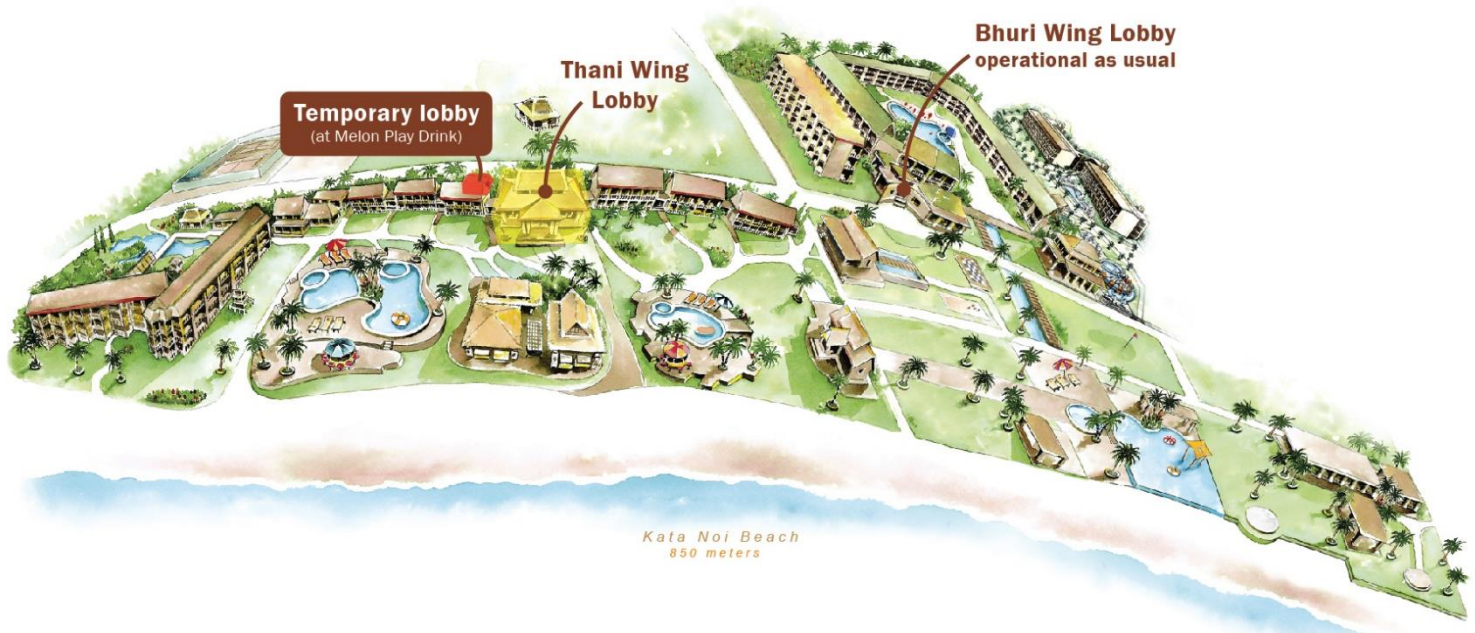 Bhuri Wing Lobby
operational as usual
Thani Wing
Lobby
Temporary lobby
(at Melon Play Drink)
Kata Noi Beach
850 meters